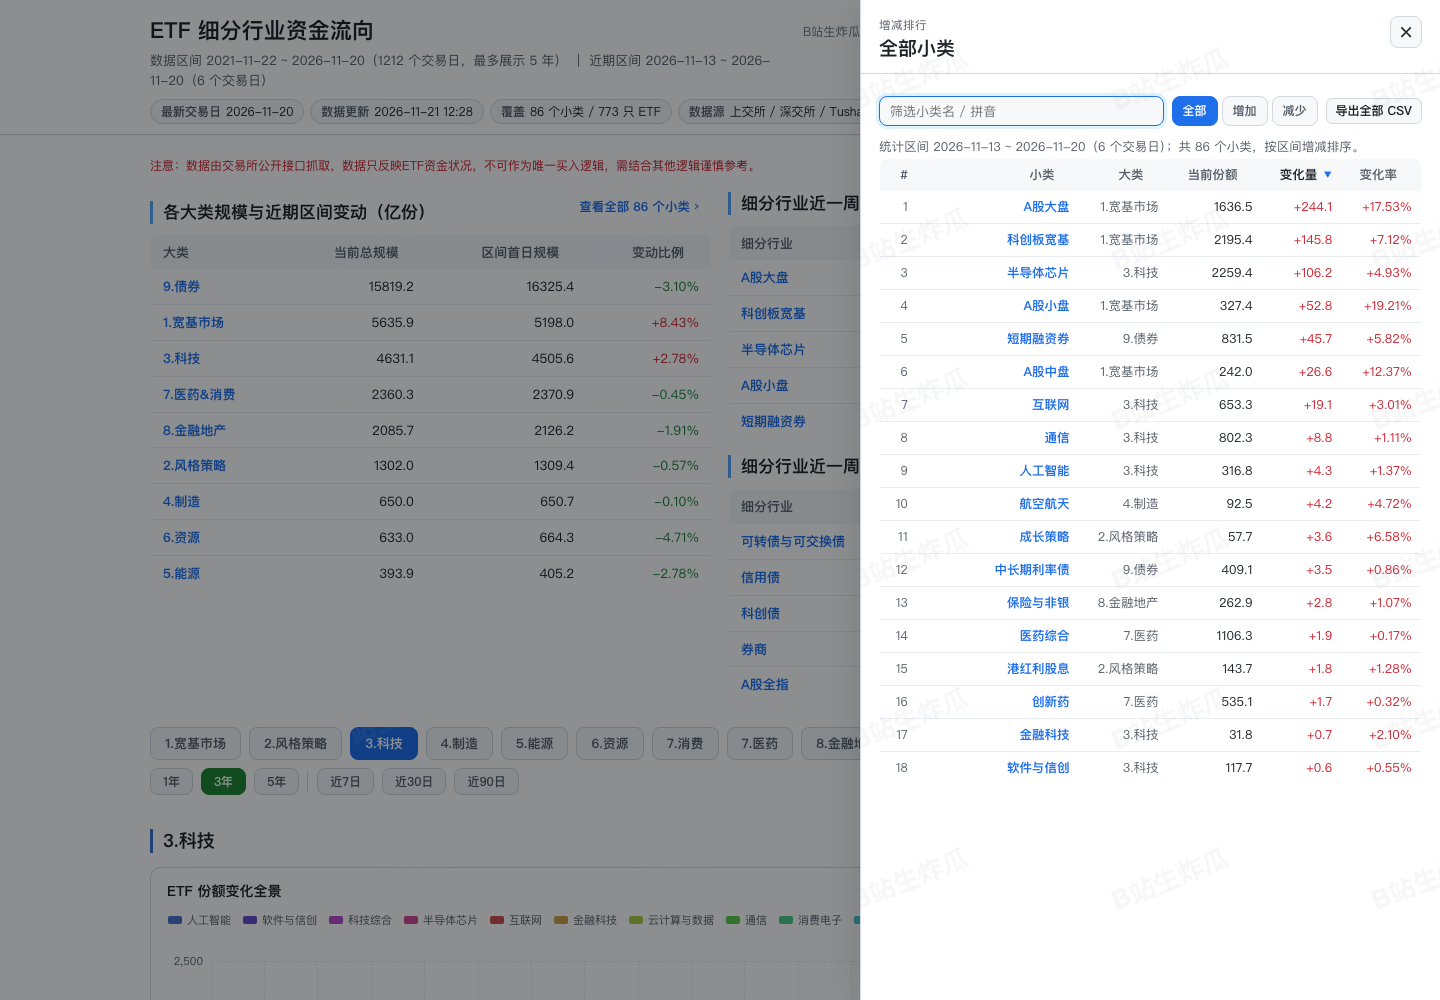 ETF 细分行业资金流向
B站生炸瓜
数据区间 2021-11-22 ~ 2026-11-20（1212 个交易日，最多展示 5 年） | 近期区间 2026-11-13 ~ 2026-
11-20（6 个交易日）
最新交易日 2026-11-20 数据更新 2026-11-21 12:28 覆盖 86 个小类 / 773 只 ETF 数据源 上交所 / 深交所 / Tusha
注意：数据由交易所公开接口抓取，数据只反映ETF资金状况，不可作为唯一买入逻辑，需结合其他逻辑谨慎参考。
各大类规模与近期区间变动（亿份） 查看全部 86 个小类 ›
大类 当前总规模 区间首日规模 变动比例
9.债券 15819.2 16325.4 -3.10%
1.宽基市场 5635.9 5198.0 +8.43%
3.科技 4631.1 4505.6 +2.78%
7.医药&消费 2360.3 2370.9 -0.45%
8.金融地产 2085.7 2126.2 -1.91%
2.风格策略 1302.0 1309.4 -0.57%
4.制造 650.0 650.7 -0.10%
6.资源 633.0 664.3 -4.71%
5.能源 393.9 405.2 -2.78%
细分行业近一周
细分行业
A股大盘
科创板宽基
半导体芯片
A股小盘
短期融资券
细分行业近一周
细分行业
可转债与可交换债
信用债
科创债
券商
A股全指
1.宽基市场 2.风格策略 3.科技 4.制造 5.能源 6.资源 7.消费 7.医药 8.金融地
1年 3年 5年 近7日 近30日 近90日
3.科技
ETF 份额变化全景
人工智能 软件与信创 科技综合 半导体芯片 互联网 金融科技 云计算与数据 通信 消费电子
2,500
增减排行
全部小类
×
筛选小类名 / 拼音 全部 增加 减少 导出全部 CSV
统计区间 2026-11-13 ~ 2026-11-20（6 个交易日）；共 86 个小类，按区间增减排序。
# 小类 大类 当前份额 变化量 ▼ 变化率
1 A股大盘 1.宽基市场 1636.5 +244.1 +17.53%
2 科创板宽基 1.宽基市场 2195.4 +145.8 +7.12%
3 半导体芯片 3.科技 2259.4 +106.2 +4.93%
4 A股小盘 1.宽基市场 327.4 +52.8 +19.21%
5 短期融资券 9.债券 831.5 +45.7 +5.82%
6 A股中盘 1.宽基市场 242.0 +26.6 +12.37%
7 互联网 3.科技 653.3 +19.1 +3.01%
8 通信 3.科技 802.3 +8.8 +1.11%
9 人工智能 3.科技 316.8 +4.3 +1.37%
10 航空航天 4.制造 92.5 +4.2 +4.72%
11 成长策略 2.风格策略 57.7 +3.6 +6.58%
12 中长期利率债 9.债券 409.1 +3.5 +0.86%
13 保险与非银 8.金融地产 262.9 +2.8 +1.07%
14 医药综合 7.医药 1106.3 +1.9 +0.17%
15 港红利股息 2.风格策略 143.7 +1.8 +1.28%
16 创新药 7.医药 535.1 +1.7 +0.32%
17 金融科技 3.科技 31.8 +0.7 +2.10%
18 软件与信创 3.科技 117.7 +0.6 +0.55%